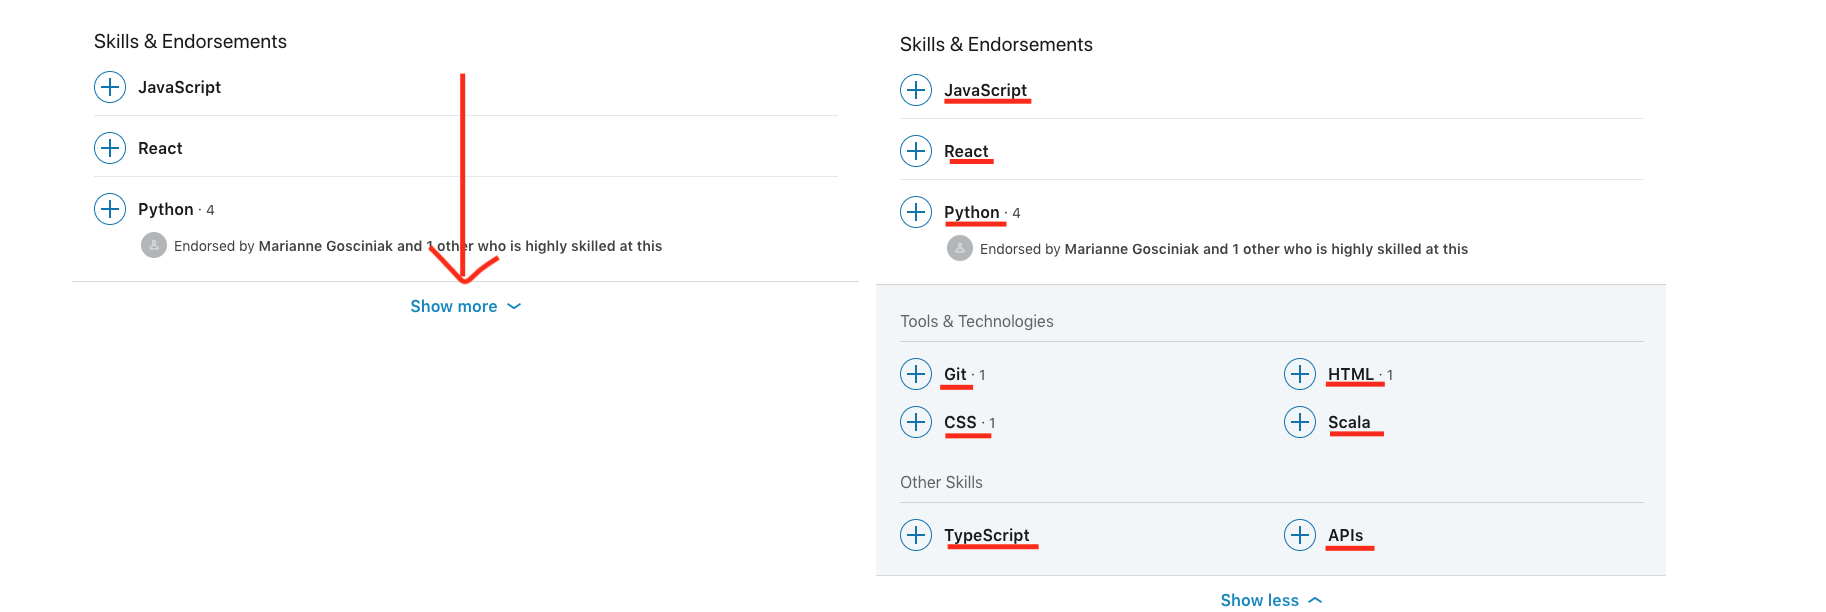 Skills & Endorsements
JavaScript
React
Python · 4
Endorsed by Marianne Gosciniak and 1 other who is highly skilled at this
Show more
Skills & Endorsements
JavaScript
React
Python · 4
Endorsed by Marianne Gosciniak and 1 other who is highly skilled at this
Tools & Technologies
Git · 1
HTML · 1
CSS · 1
Scala
Other Skills
TypeScript
APIs
Show less